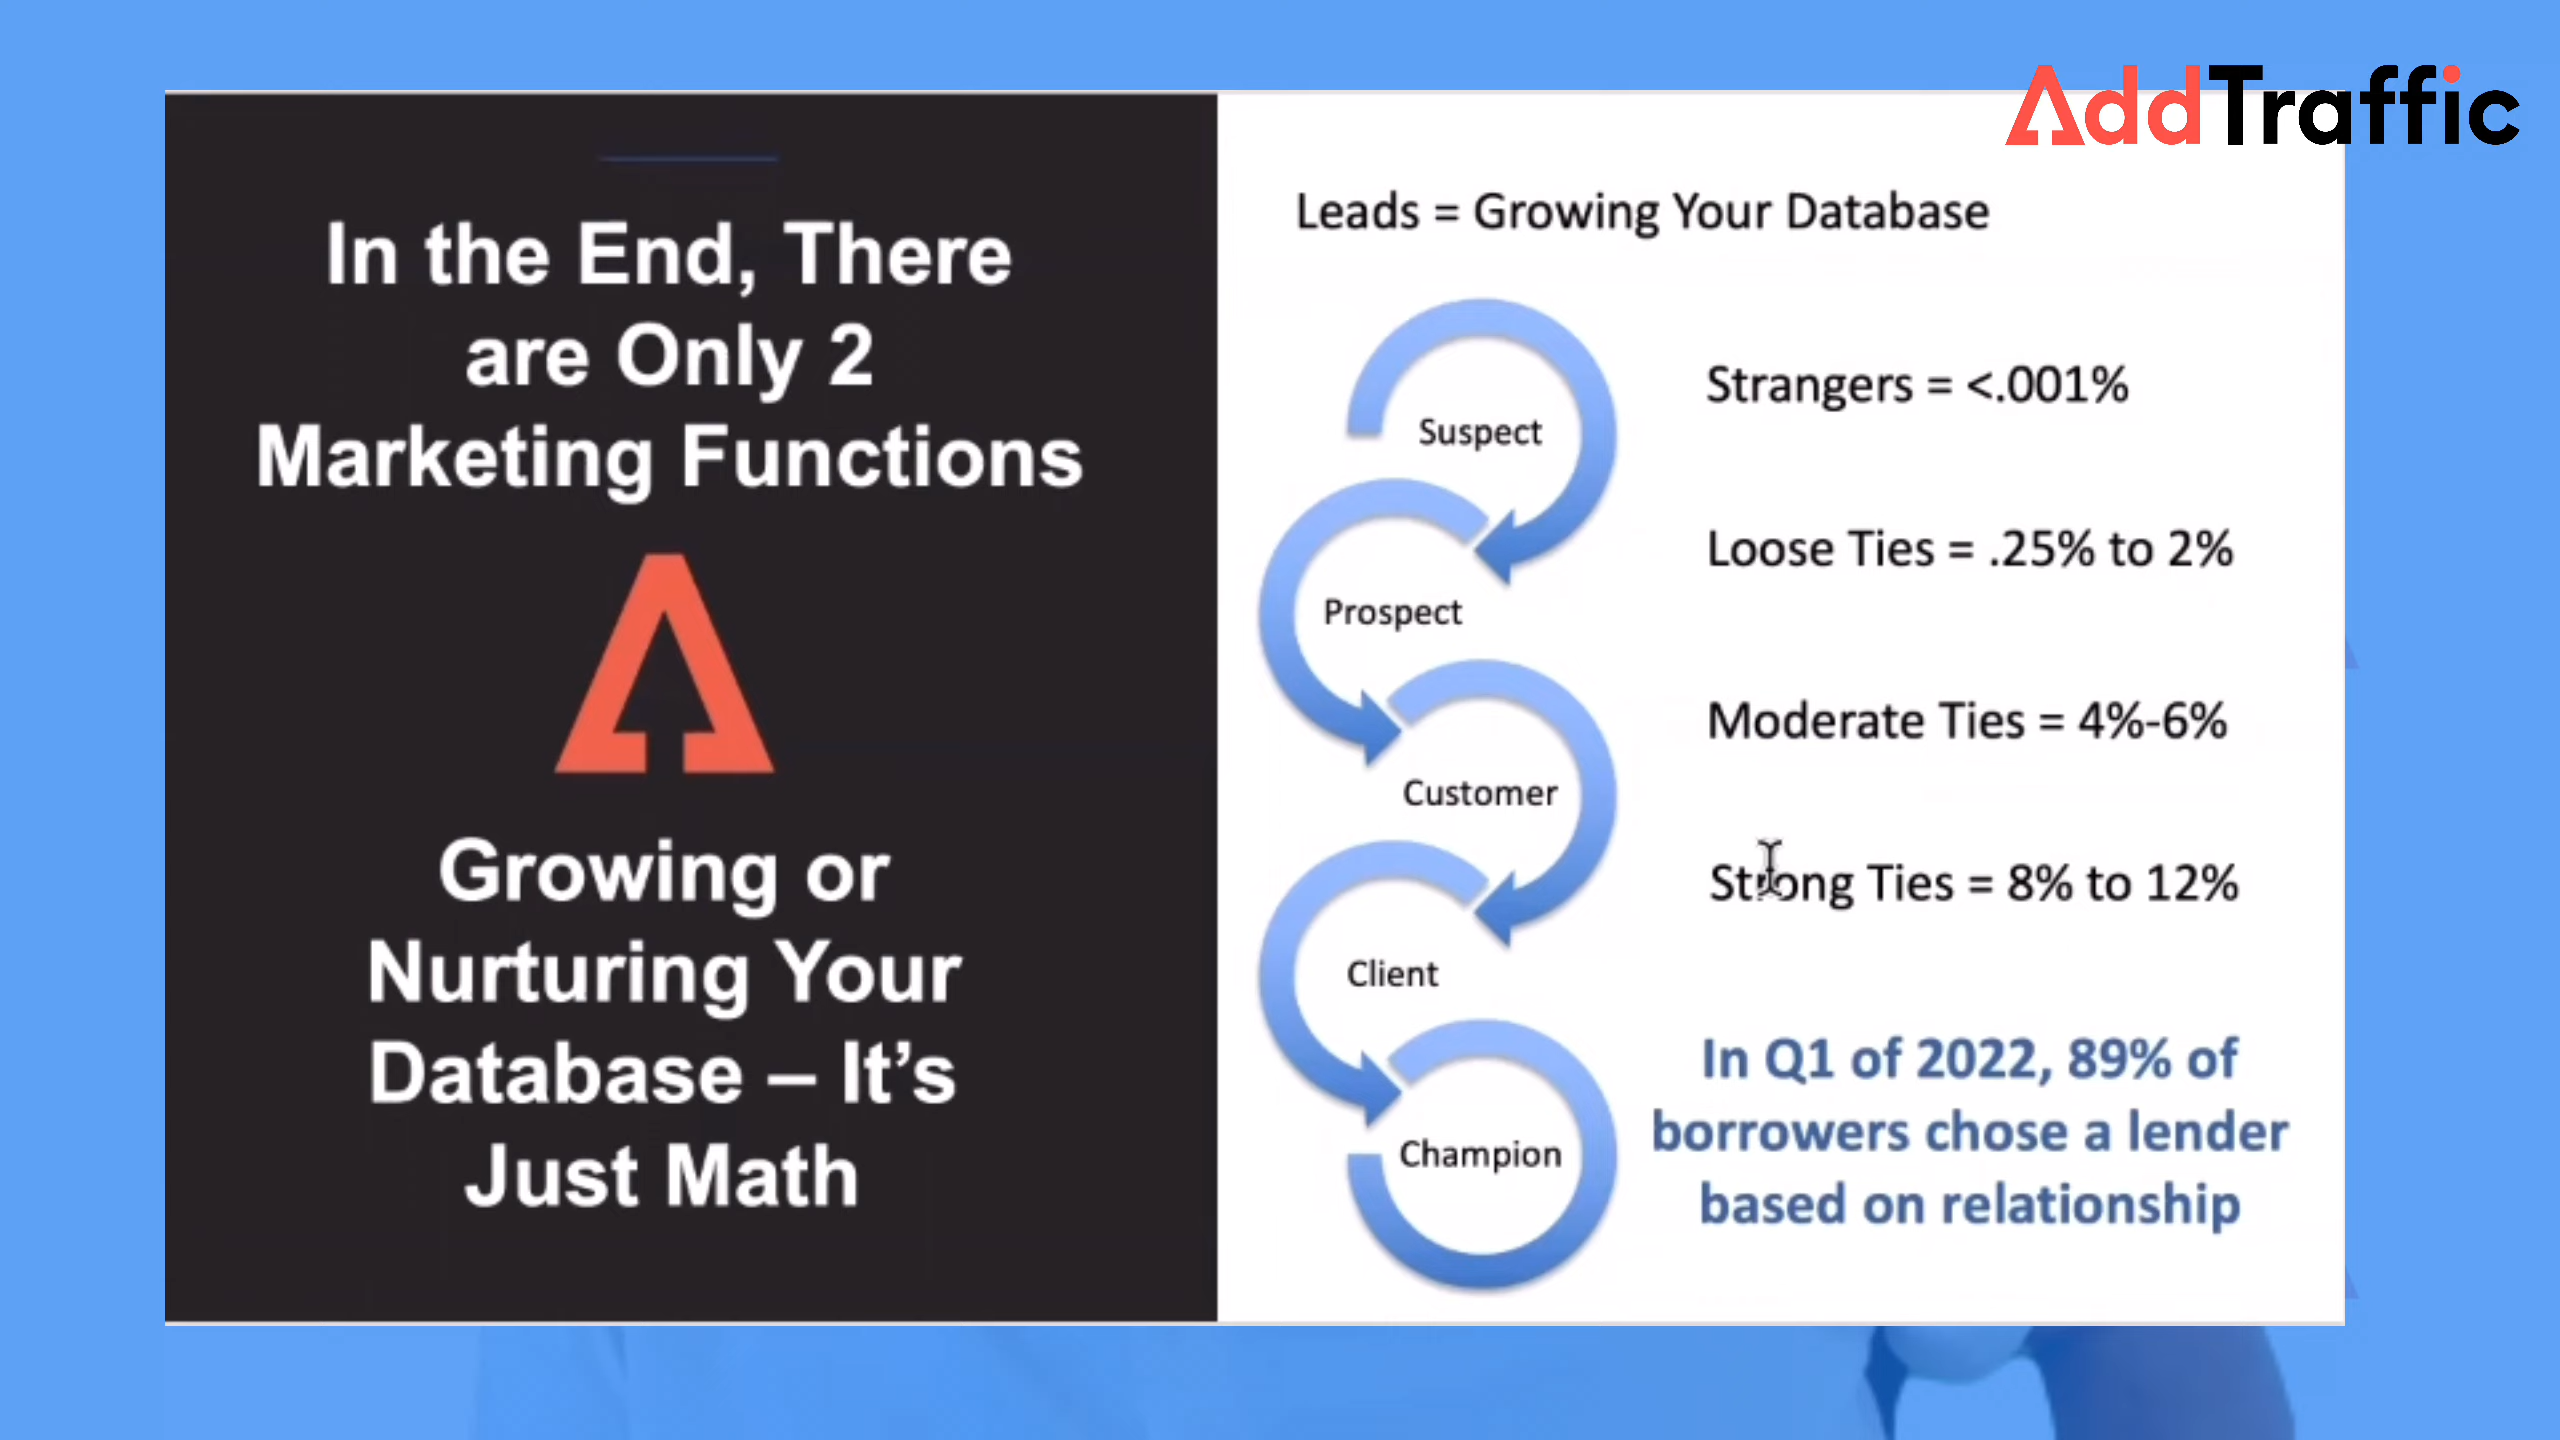 AddTraffic
In the End, There
are Only 2
Marketing Functions
Growing or
Nurturing Your
Database – It's
Just Math
Leads = Growing Your Database
Suspect
Strangers = <.001%
Loose Ties = .25% to 2%
Prospect
Moderate Ties = 4%-6%
Customer
Strong Ties = 8% to 12%
Client
Champion
In Q1 of 2022, 89% of
borrowers chose a lender
based on relationship